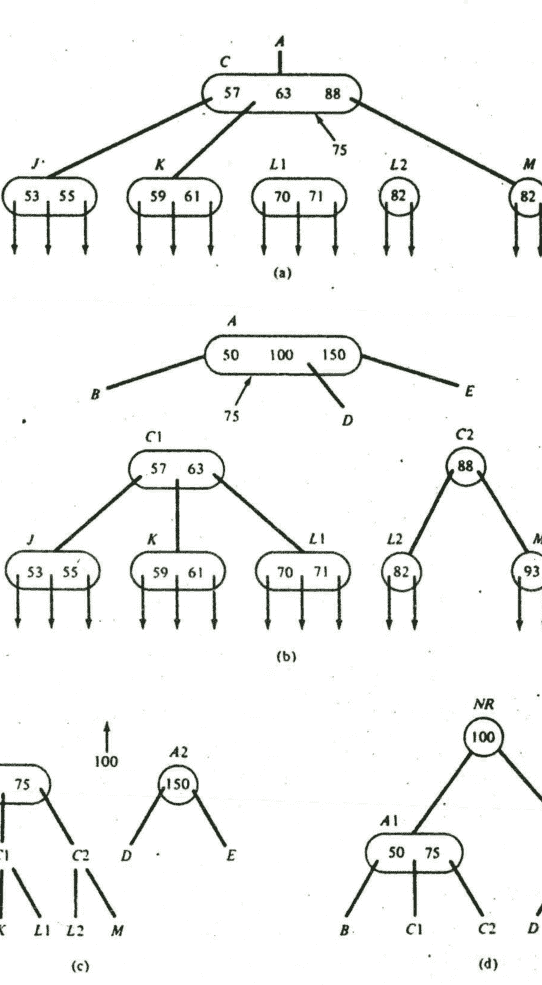 A
C
57 63 88
75
J K L1 L2 M
53 55 59 61 70 71 82 82
(a)
A
50 100 150
B E
75 D
C1 C2
57 63 88
J K L1 L2 M
53 55 59 61 70 71 82 93
(b)
NR
100 A2 100
75 150
A1
50 75
C1 C2 D E
K L1 L2 M B C1 C2 D
(c) (d)